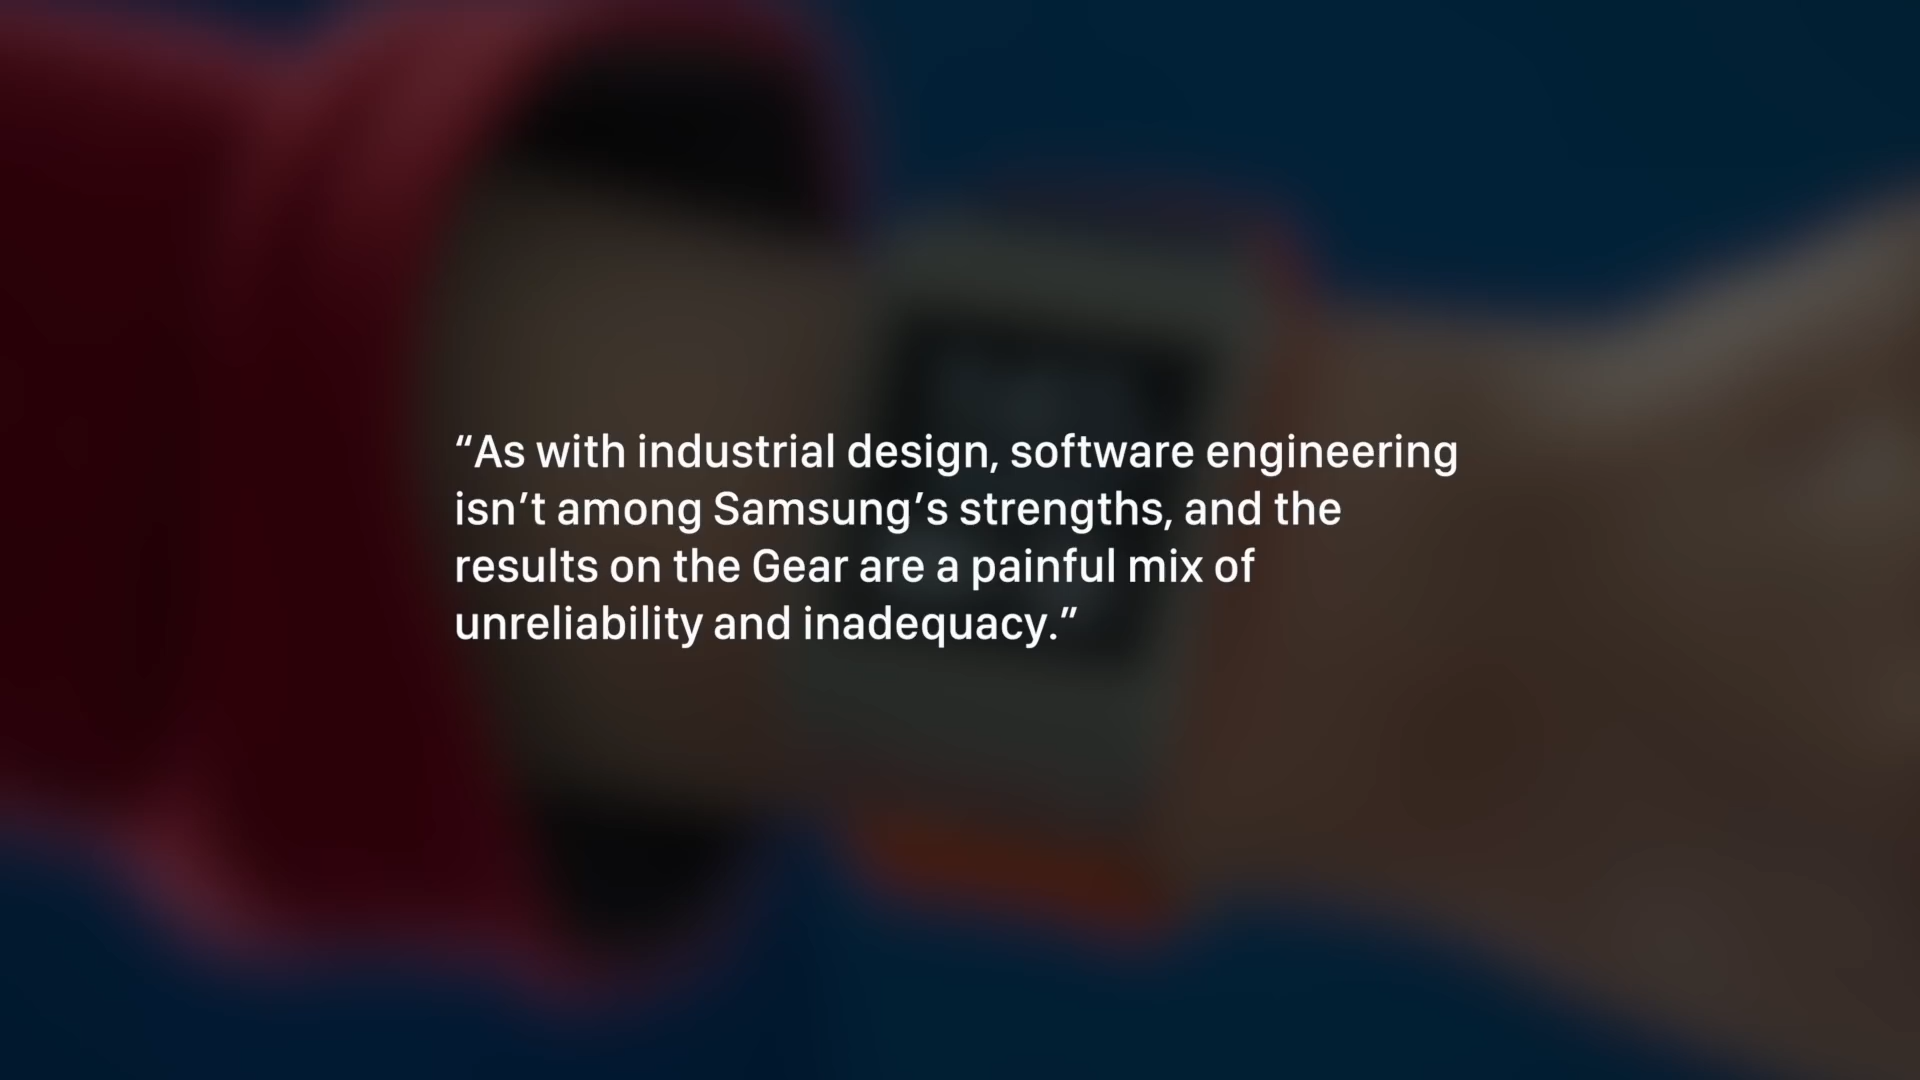 “As with industrial design, software engineering
isn’t among Samsung’s strengths, and the
results on the Gear are a painful mix of
unreliability and inadequacy.”